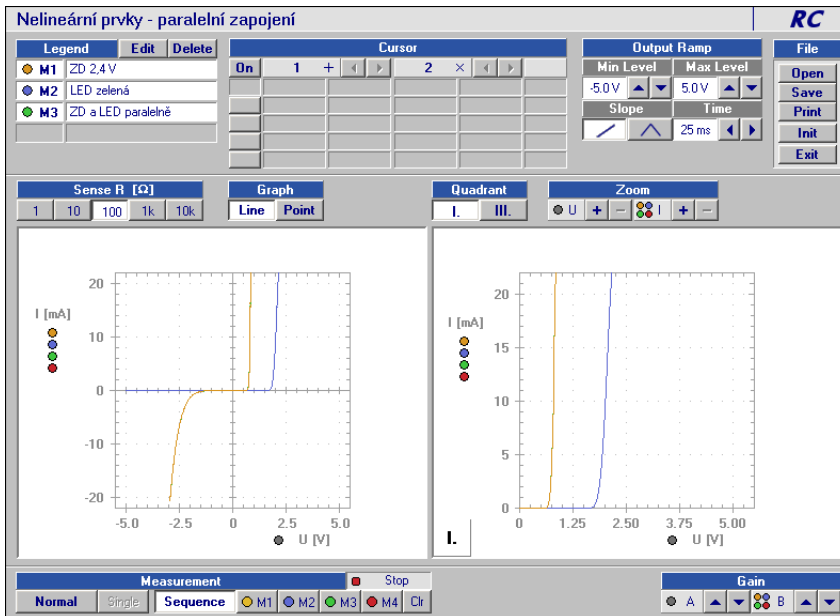 Nelineární prvky - paralelní zapojení
RC
Legend Edit Delete
M1 ZD 2,4 V
M2 LED zelená
M3 ZD a LED paralelně
Cursor
On 1 + 2 ×
Output Ramp
Min Level Max Level
-5.0 V 5.0 V
Slope Time
25 ms
File
Open
Save
Print
Init
Exit
Sense R [Ω]
1 10 100 1k 10k
Graph
Line Point
Quadrant
I. III.
Zoom
U + − I + −
I [mA]
20
10
0
-10
-20
-5.0 -2.5 0 2.5 5.0
U [V]
I [mA]
20
15
10
5
0
0 1.25 2.50 3.75 5.00
U [V]
I.
Measurement Stop
Normal Single Sequence M1 M2 M3 M4 Clr
Gain
A B